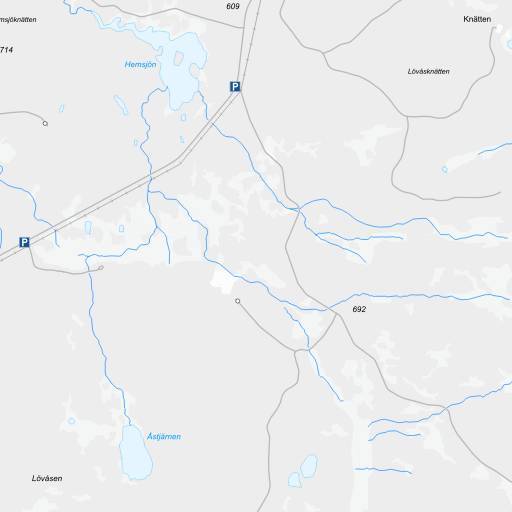 609
Knätten
msjöknätten
714
Hemsjön
Lövåsknätten
P
P
692
Åstjärnen
Lövåsen